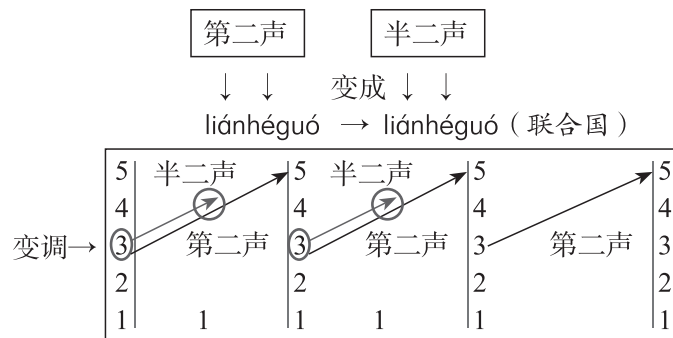 第二声 半二声
↓ ↓ 变成 ↓ ↓
liánhéguó → liánhéguó（联合国）
5 半二声 5 半二声 5 5
4 4 4 4
变调→ 3 第二声 3 第二声 3 第二声 3
2 2 2 2
1 1 1 1 1 1